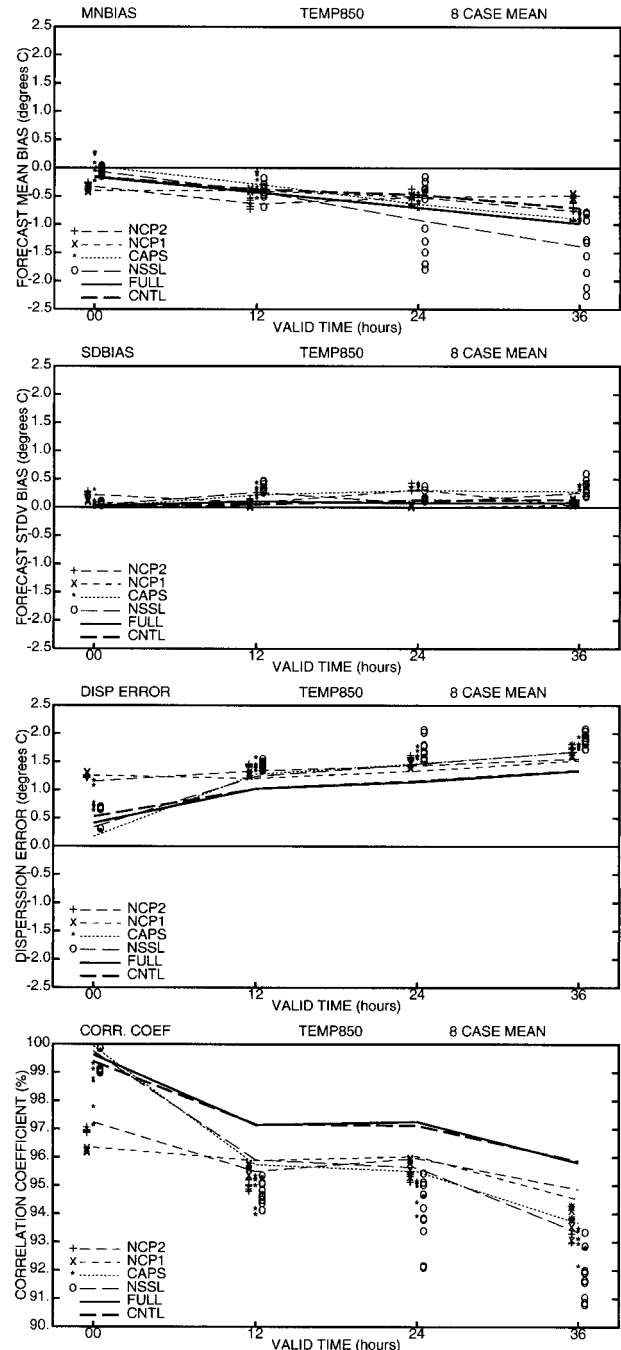 MNBIAS TEMP850 8 CASE MEAN
FORECAST MEAN BIAS (degrees C)
2.5
2.0
1.5
1.0
0.5
0.0
-0.5
-1.0
-1.5
-2.0
-2.5
+ NCP2
X NCP1
* CAPS
O NSSL
FULL
CNTL
00 12 24 36
VALID TIME (hours)
SDBIAS TEMP850 8 CASE MEAN
FORECAST STDV BIAS (degrees C)
2.5
2.0
1.5
1.0
0.5
0.0
-0.5
-1.0
-1.5
-2.0
-2.5
+ NCP2
X NCP1
* CAPS
O NSSL
FULL
CNTL
00 12 24 36
VALID TIME (hours)
DISP ERROR TEMP850 8 CASE MEAN
DISPERSSION ERROR (degrees C)
2.5
2.0
1.5
1.0
0.5
0.0
-0.5
-1.0
-1.5
-2.0
-2.5
+ NCP2
X NCP1
* CAPS
O NSSL
FULL
CNTL
00 12 24 36
VALID TIME (hours)
CORR. COEF TEMP850 8 CASE MEAN
CORRELATION COEFFICIENT (%)
100
99.
98.
97.
96.
95.
94.
93.
92.
91.
90.
+ NCP2
X NCP1
* CAPS
O NSSL
FULL
CNTL
00 12 24 36
VALID TIME (hours)